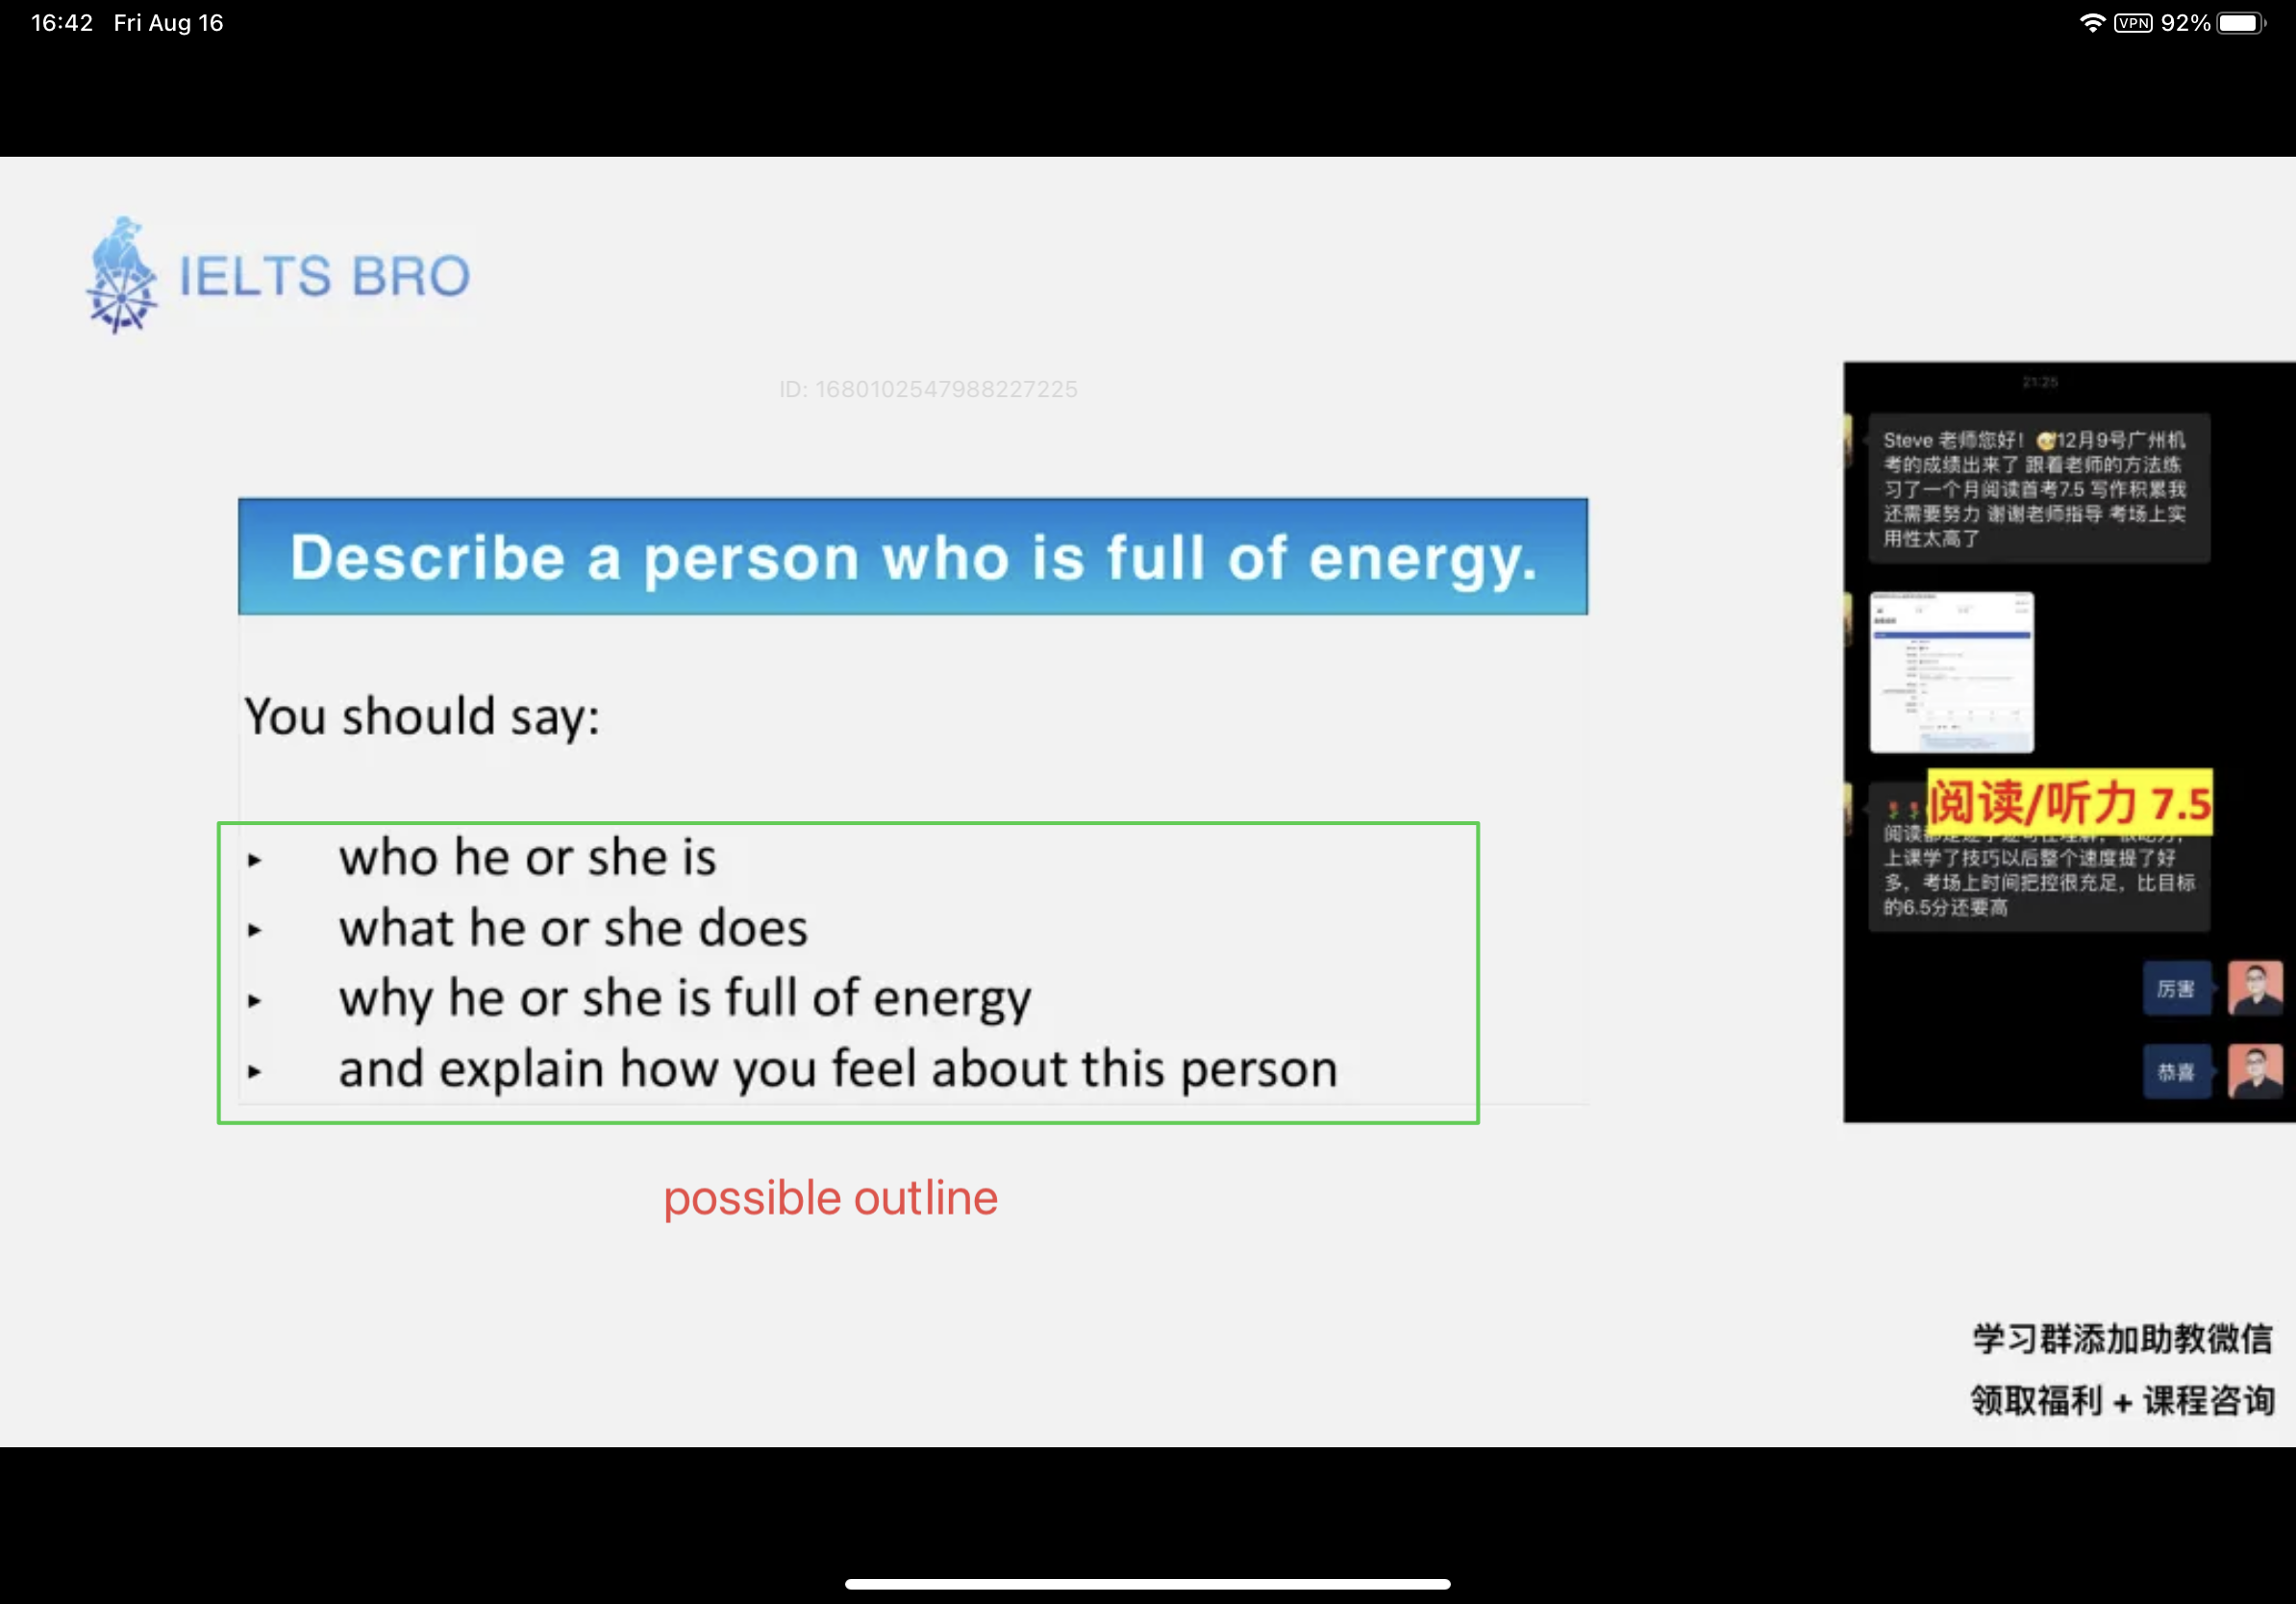 16:42 Fri Aug 16
VPN 92%
IELTS BRO
ID: 1680102547988227225
Describe a person who is full of energy.
You should say:
▸ who he or she is
▸ what he or she does
▸ why he or she is full of energy
▸ and explain how you feel about this person
possible outline
21:25
Steve 老师您好！12月9号广州机
考的成绩出来了 跟着老师的方法练
习了一个月阅读首考7.5 写作积累我
还需要努力 谢谢老师指导 考场上实
用性太高了
阅读/听力 7.5
阅读
上课学了技巧以后整个速度提了好
多，考场上时间把控很充足，比目标
的6.5分还要高
厉害
恭喜
学习群添加助教微信
领取福利 + 课程咨询